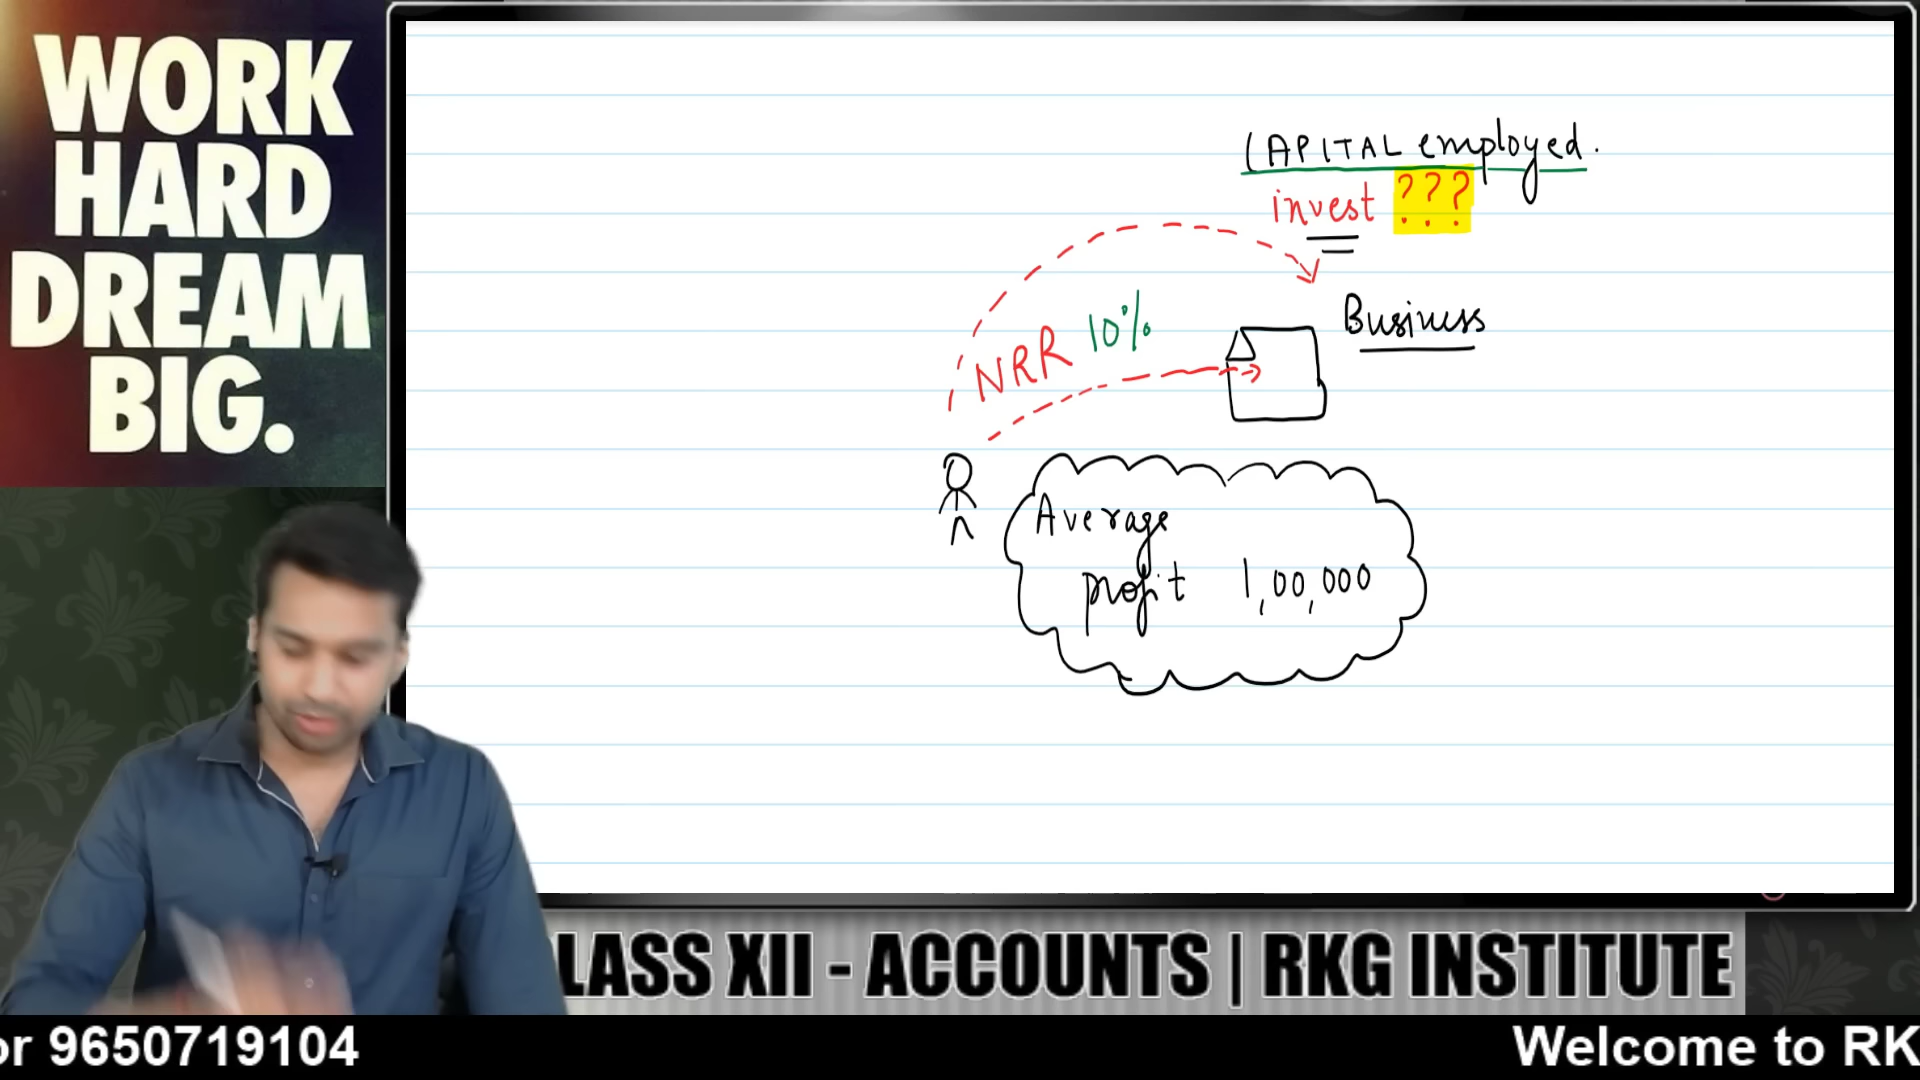 WORK
HARD
DREAM
BIG.
CAPITAL employed.
invest ???
NRR 10%
Business
Average
profit 1,00,000
LASS XII - ACCOUNTS | RKG INSTITUTE
or 9650719104
Welcome to RK